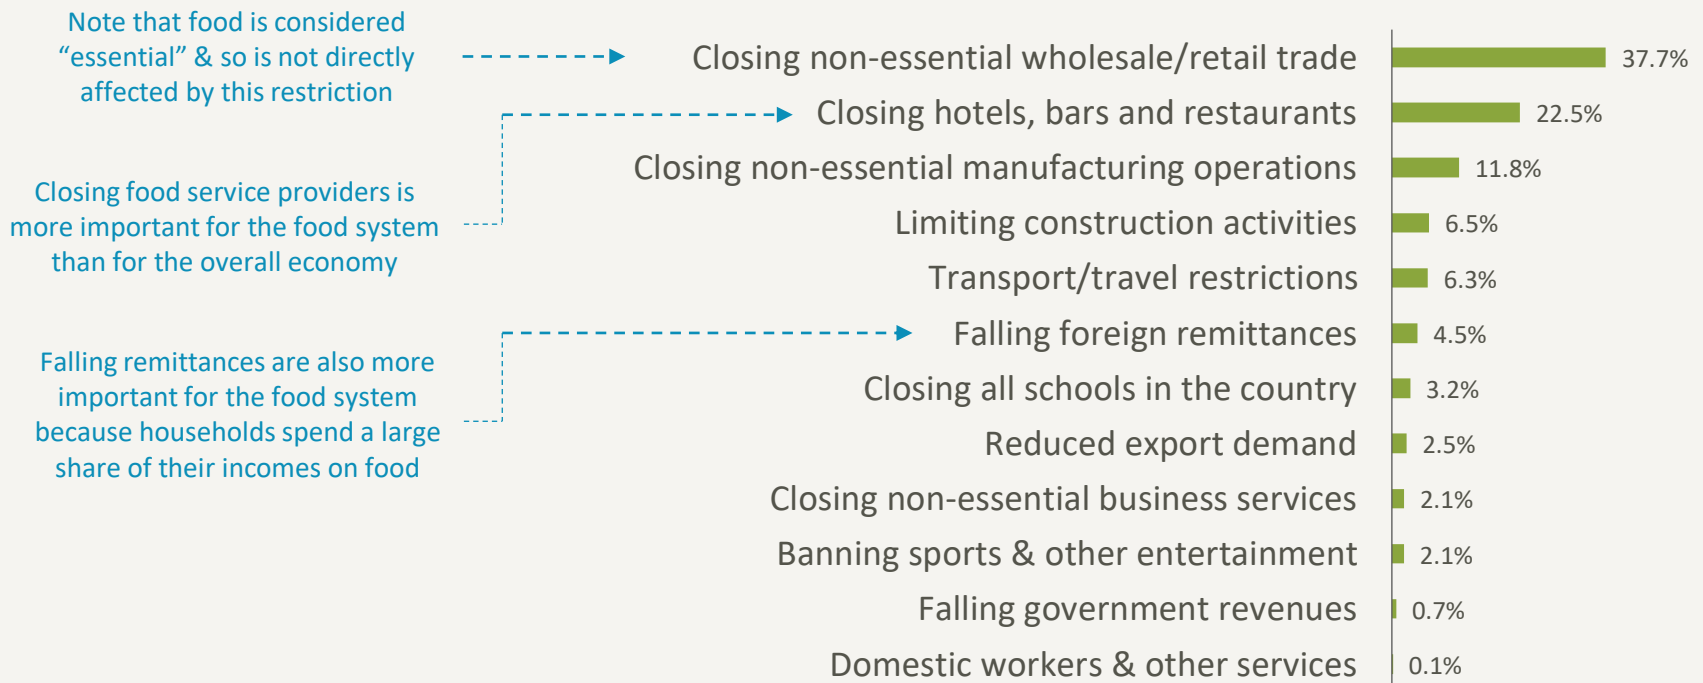 Note that food is considered
“essential” & so is not directly
affected by this restriction
Closing food service providers is
more important for the food system
than for the overall economy
Falling remittances are also more
important for the food system
because households spend a large
share of their incomes on food
Closing non-essential wholesale/retail trade 37.7%
Closing hotels, bars and restaurants 22.5%
Closing non-essential manufacturing operations 11.8%
Limiting construction activities 6.5%
Transport/travel restrictions 6.3%
Falling foreign remittances 4.5%
Closing all schools in the country 3.2%
Reduced export demand 2.5%
Closing non-essential business services 2.1%
Banning sports & other entertainment 2.1%
Falling government revenues 0.7%
Domestic workers & other services 0.1%